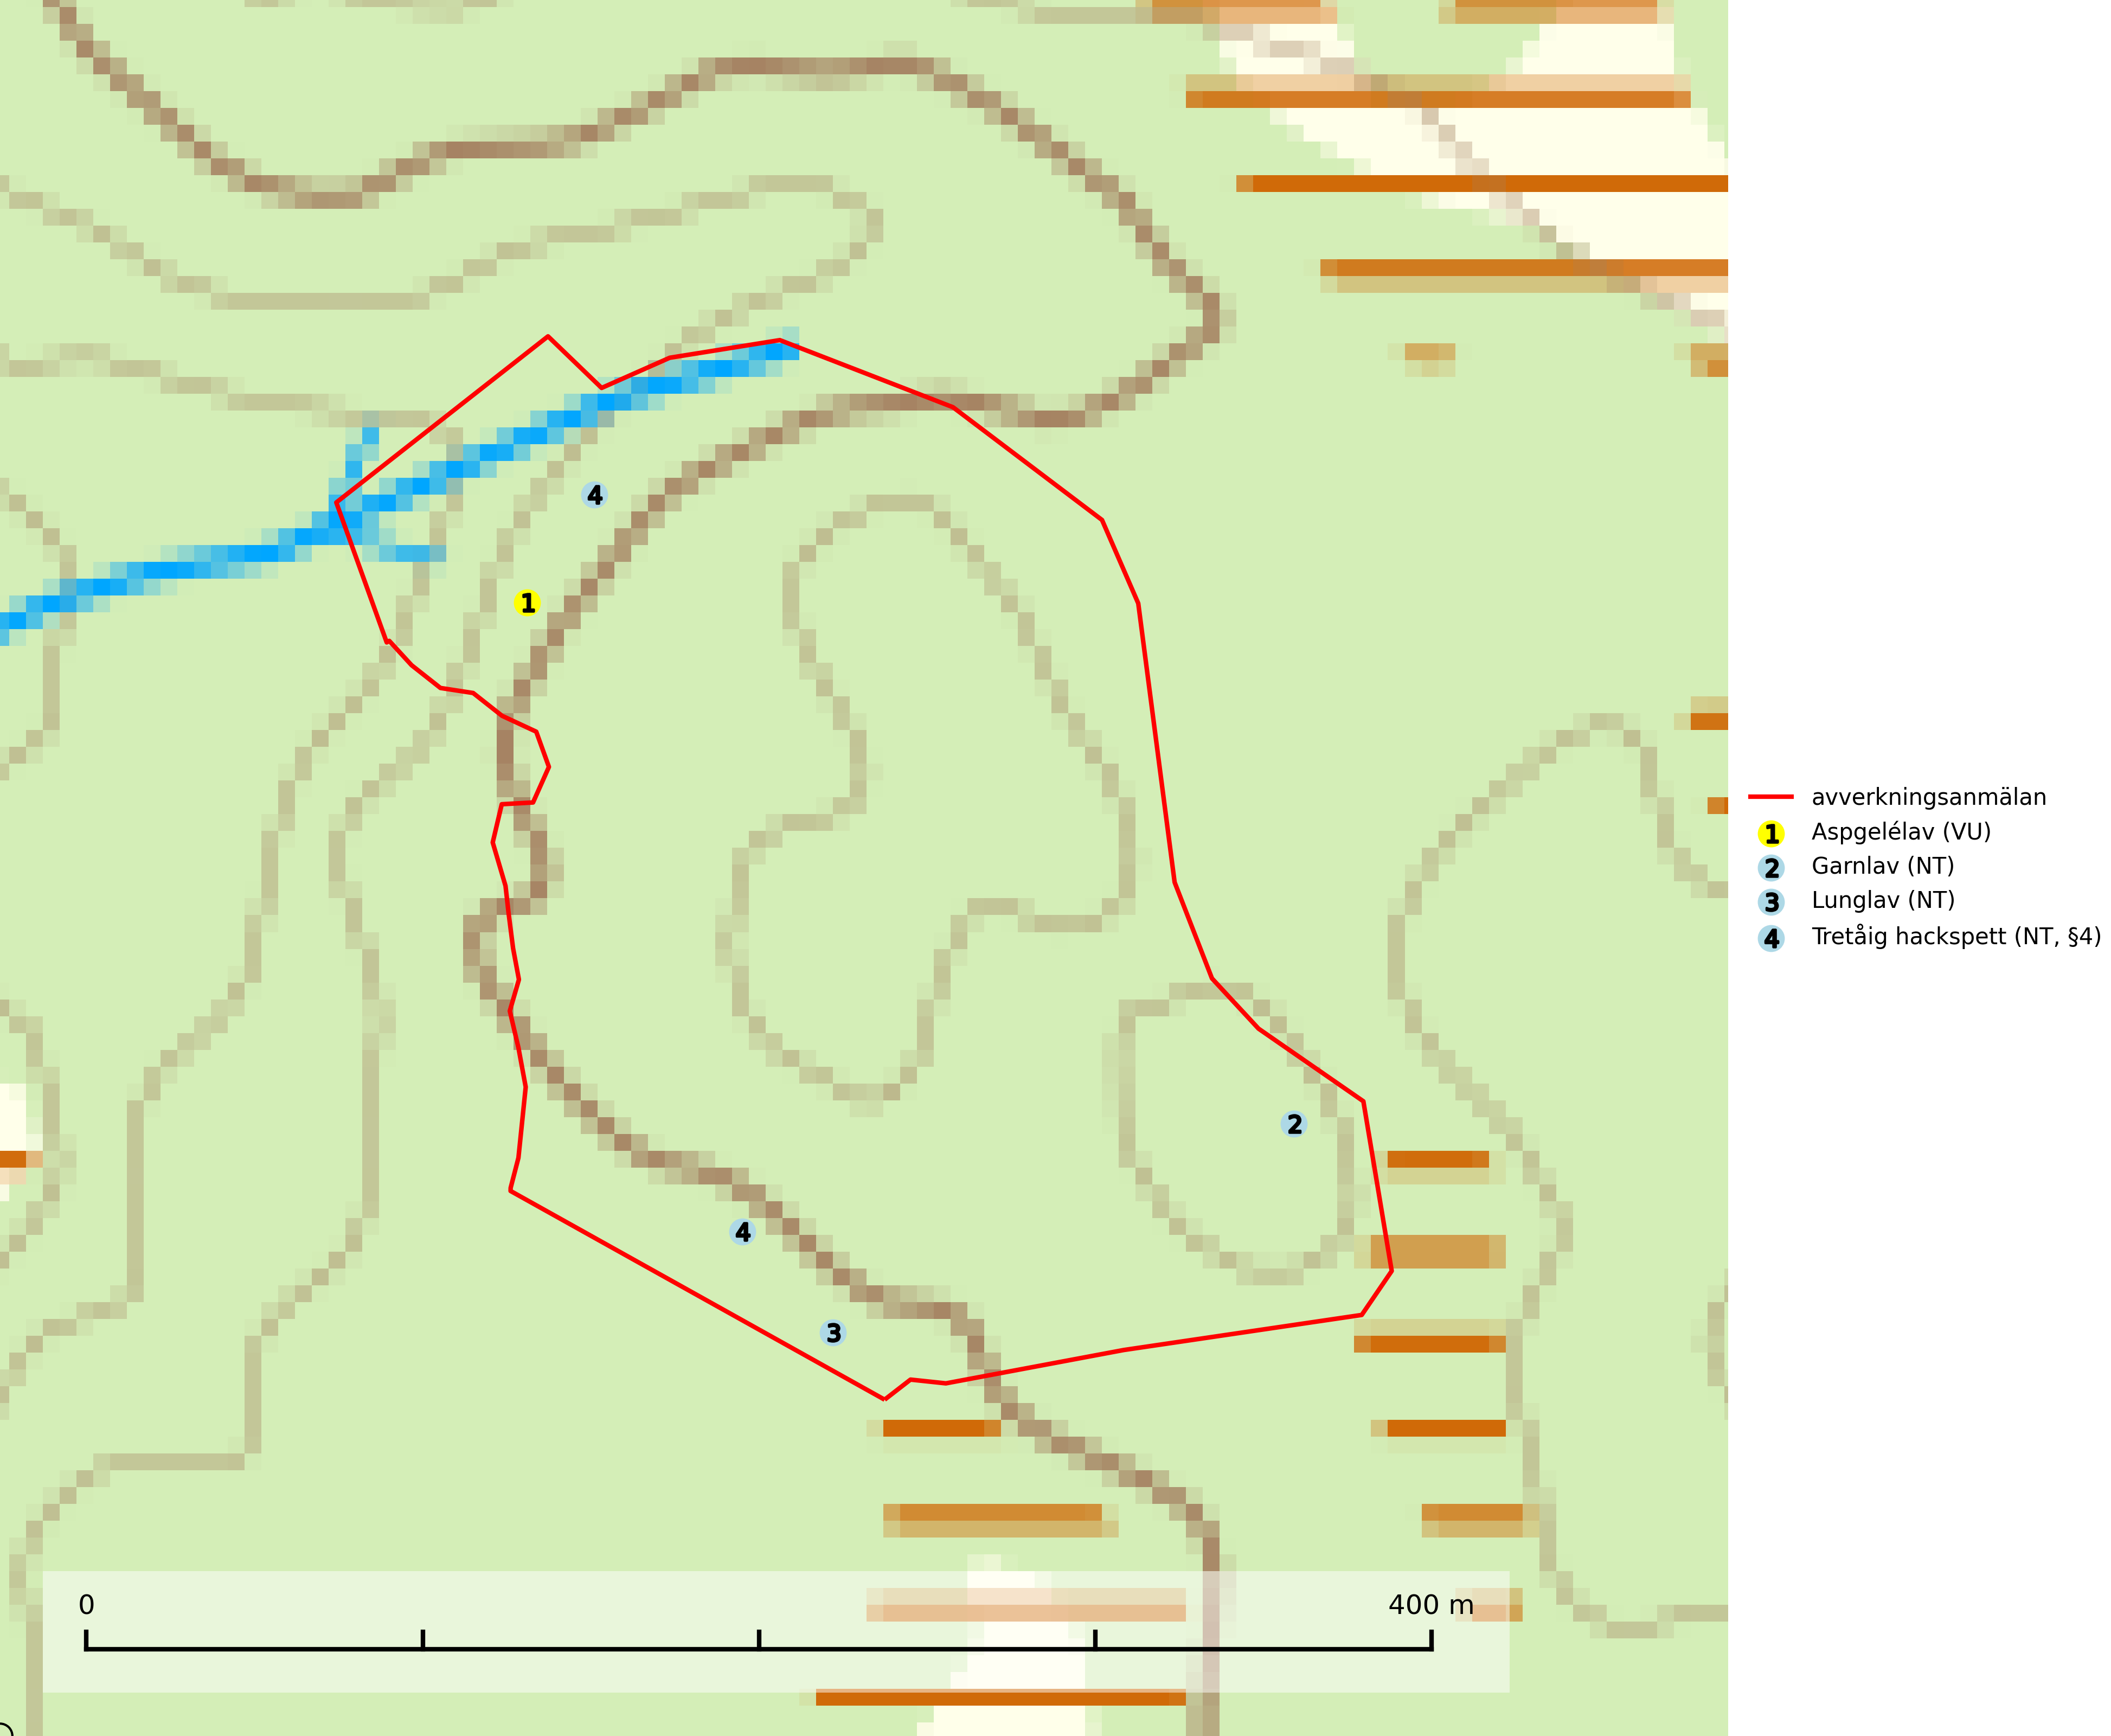 4
1
2
4
3
avverkningsanmälan
1 Aspgelélav (VU)
2 Garnlav (NT)
3 Lunglav (NT)
4 Tretåig hackspett (NT, §4)
0 400 m